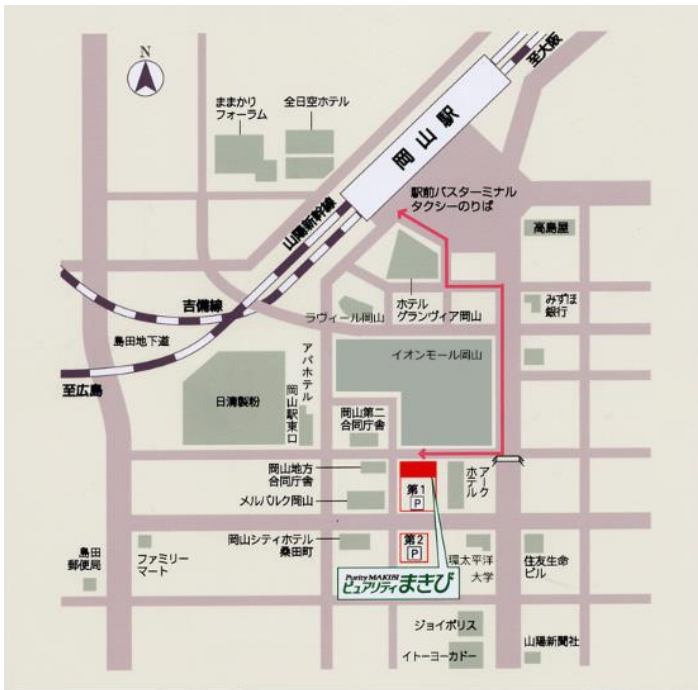 N
至大阪
ままかり
フォーラム
全日空ホテル
岡山駅
駅前バスターミナル
タクシーのりば
山陽新幹線
高島屋
吉備線
ホテル
グランヴィア岡山
みずほ
銀行
ラヴィール岡山
島田地下道
イオンモール岡山
至広島
日清製粉
アパホテル
岡山駅東口
岡山第二
合同庁舎
岡山地方
合同庁舎
第1
P
アーク
ホテル
メルパルク岡山
岡山シティホテル
桑田町
第2
P
島田
郵便局
ファミリー
マート
環太平洋
大学
住友生命
ビル
Purity MAKIBI
ピュアリティまきび
ジョイポリス
イトーヨーカドー
山陽新聞社